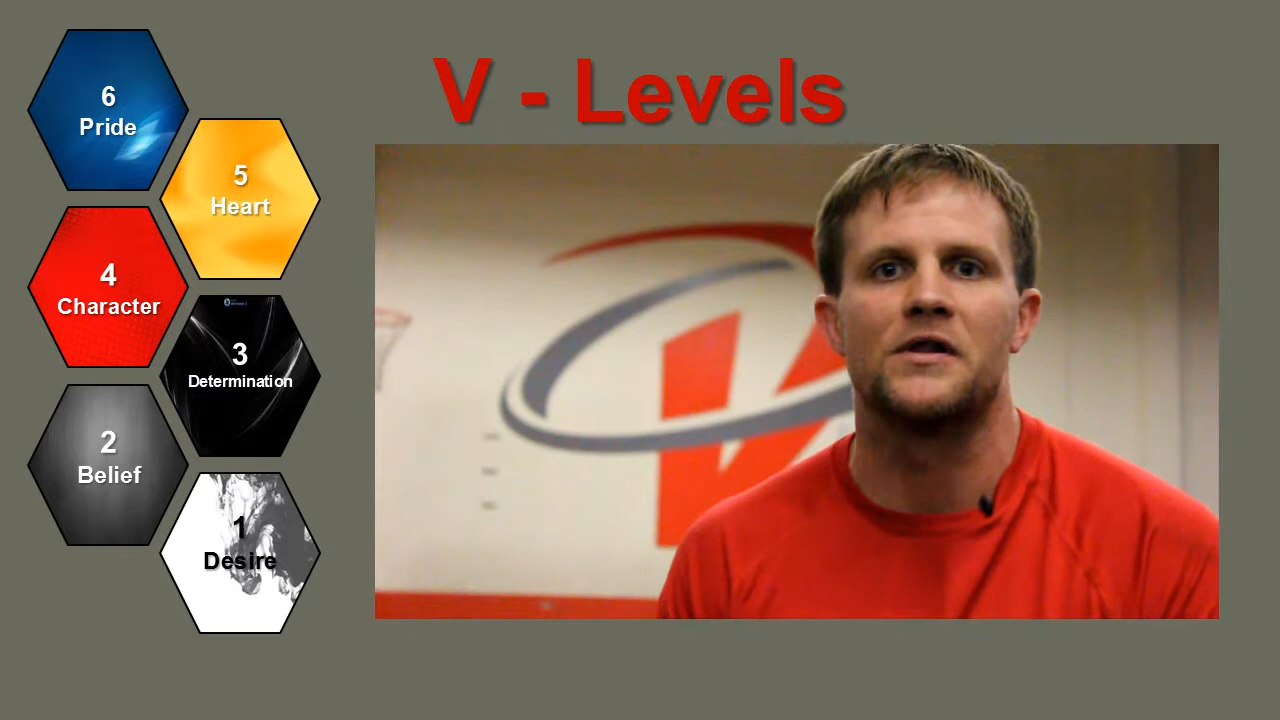 V - Levels
6
Pride
5
Heart
4
Character
3
Determination
2
Belief
1
Desire
V